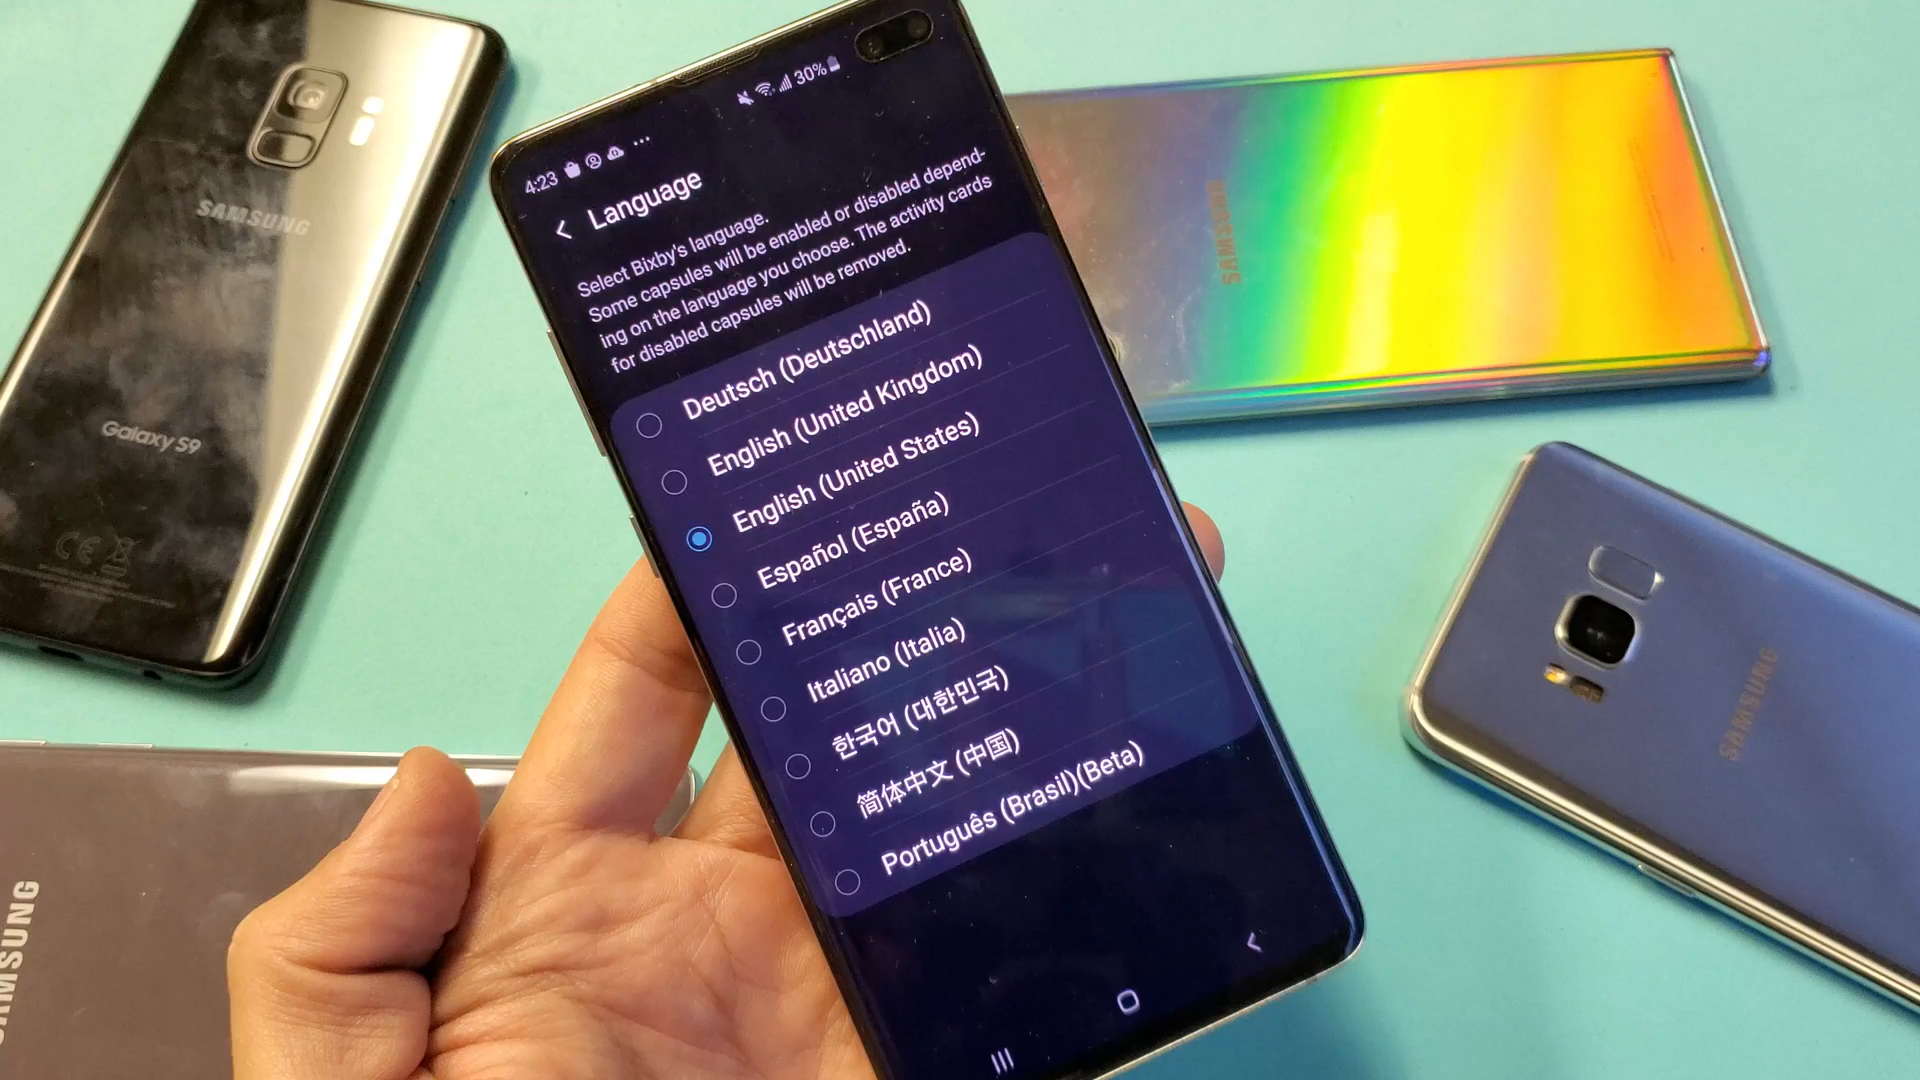 SAMSUNG
Galaxy S9
4:23
30%
Language
Select Bixby's language.
Some capsules will be enabled or disabled depend-
ing on the language you choose. The activity cards
for disabled capsules will be removed.
Deutsch (Deutschland)
English (United Kingdom)
English (United States)
Español (España)
Français (France)
Italiano (Italia)
한국어 (대한민국)
简体中文 (中国)
Português (Brasil)(Beta)
SAMSUNG
SAMSUNG
SAMSUNG